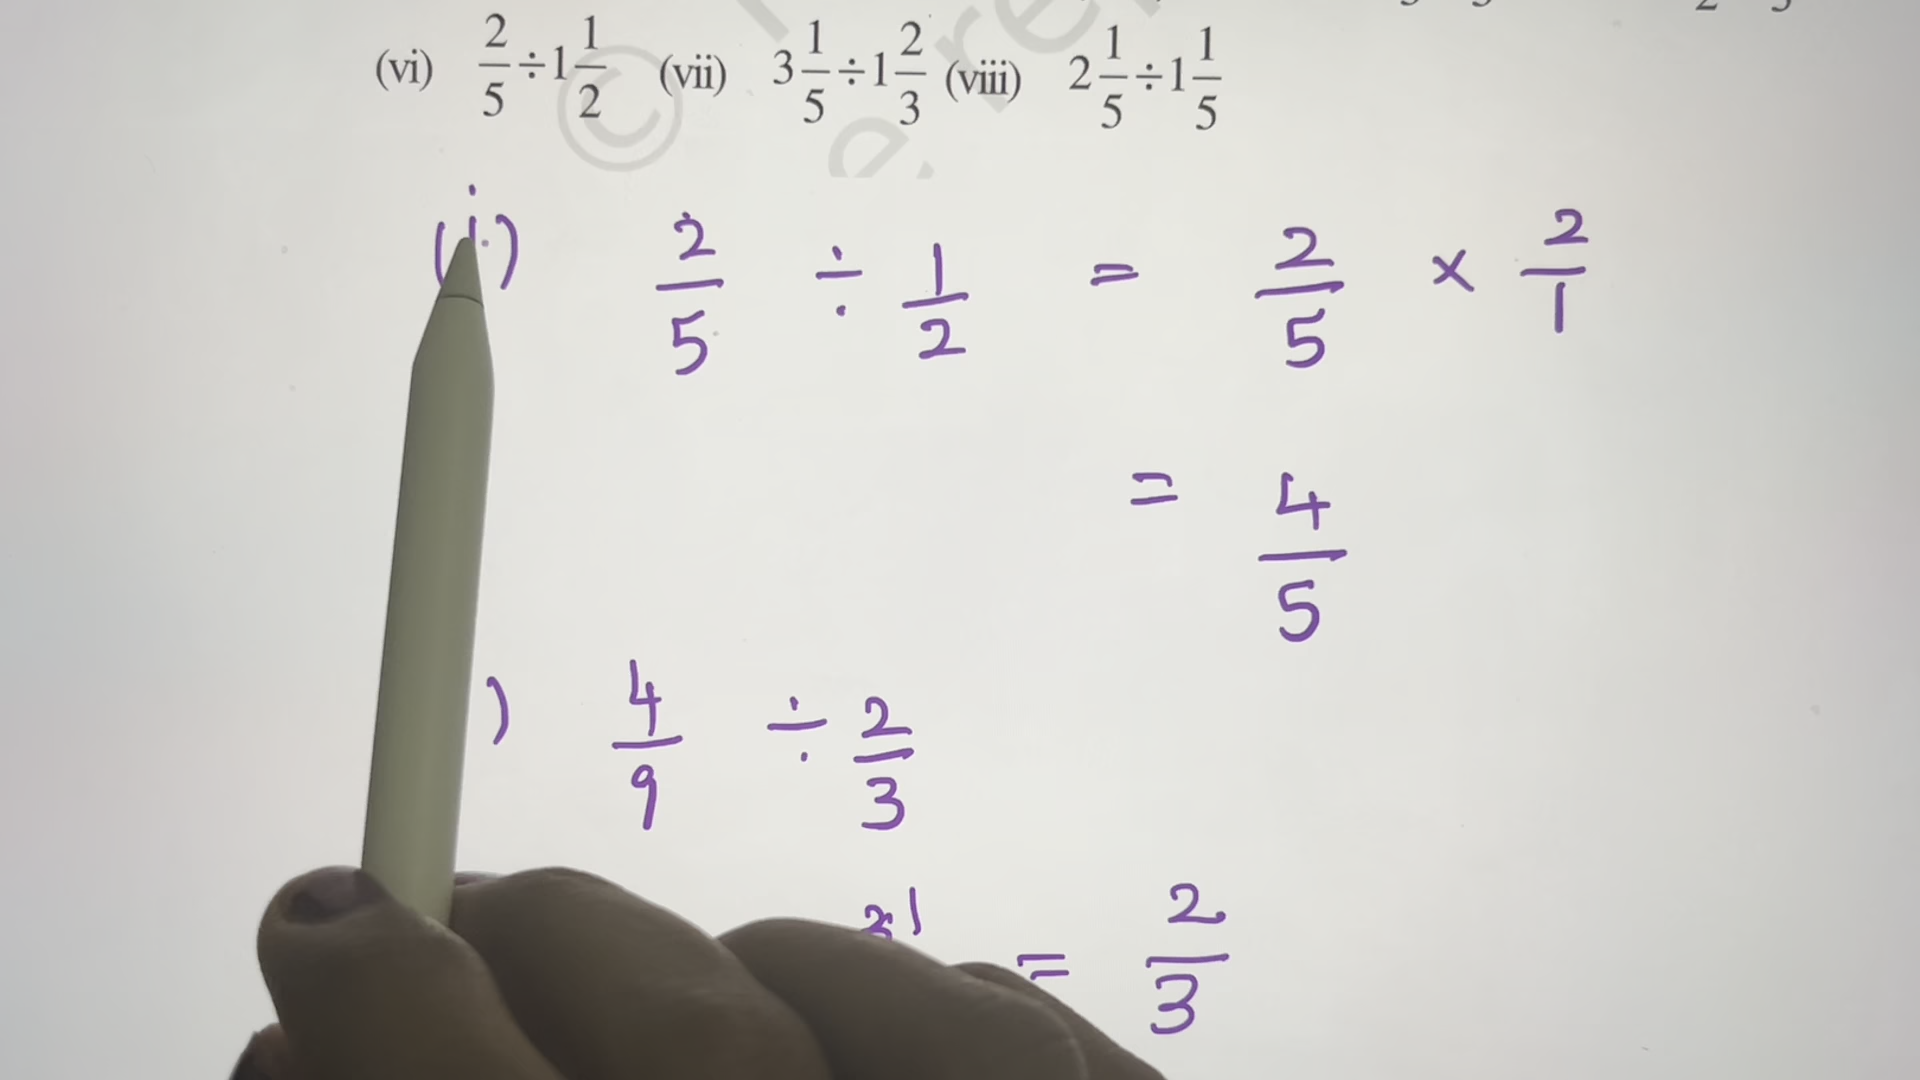 (vi) 2/5 ÷ 1 1/2 (vii) 3 1/5 ÷ 1 2/3 (viii) 2 1/5 ÷ 1 1/5
(i) 2/5 ÷ 1/2 = 2/5 × 2/1
= 4/5
) 4/9 ÷ 2/3
= 2/3